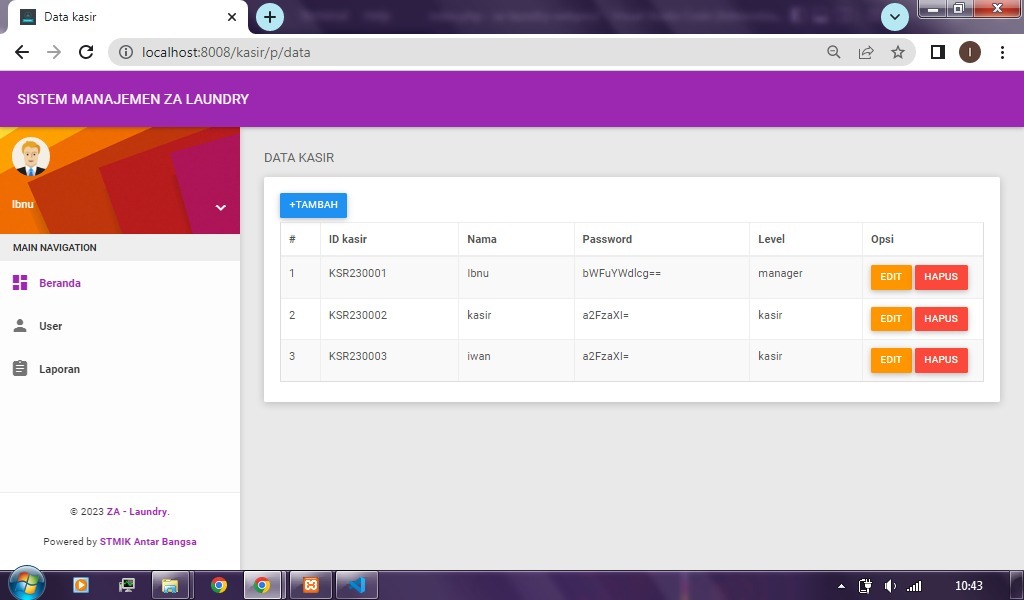 Data kasir
localhost:8008/kasir/p/data
I
SISTEM MANAJEMEN ZA LAUNDRY
Ibnu
MAIN NAVIGATION
Beranda
User
Laporan
© 2023 ZA - Laundry.
Powered by STMIK Antar Bangsa
DATA KASIR
+TAMBAH
# ID kasir Nama Password Level Opsi
1 KSR230001 Ibnu bWFuYWdlcg== manager EDIT HAPUS
2 KSR230002 kasir a2FzaXI= kasir EDIT HAPUS
3 KSR230003 iwan a2FzaXI= kasir EDIT HAPUS
10:43